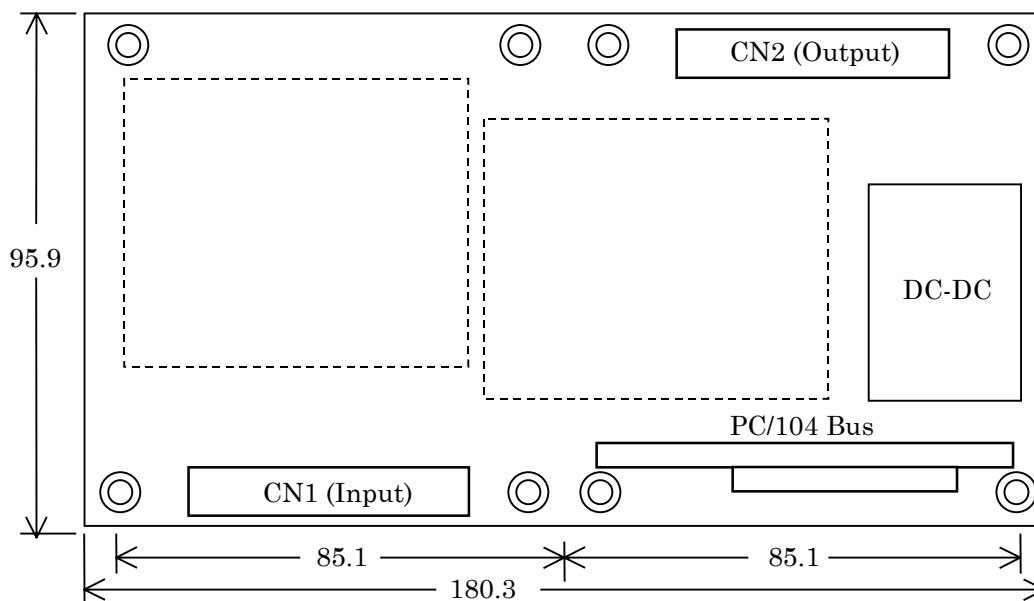 CN2 (Output)
95.9
DC-DC
PC/104 Bus
CN1 (Input)
85.1
85.1
180.3